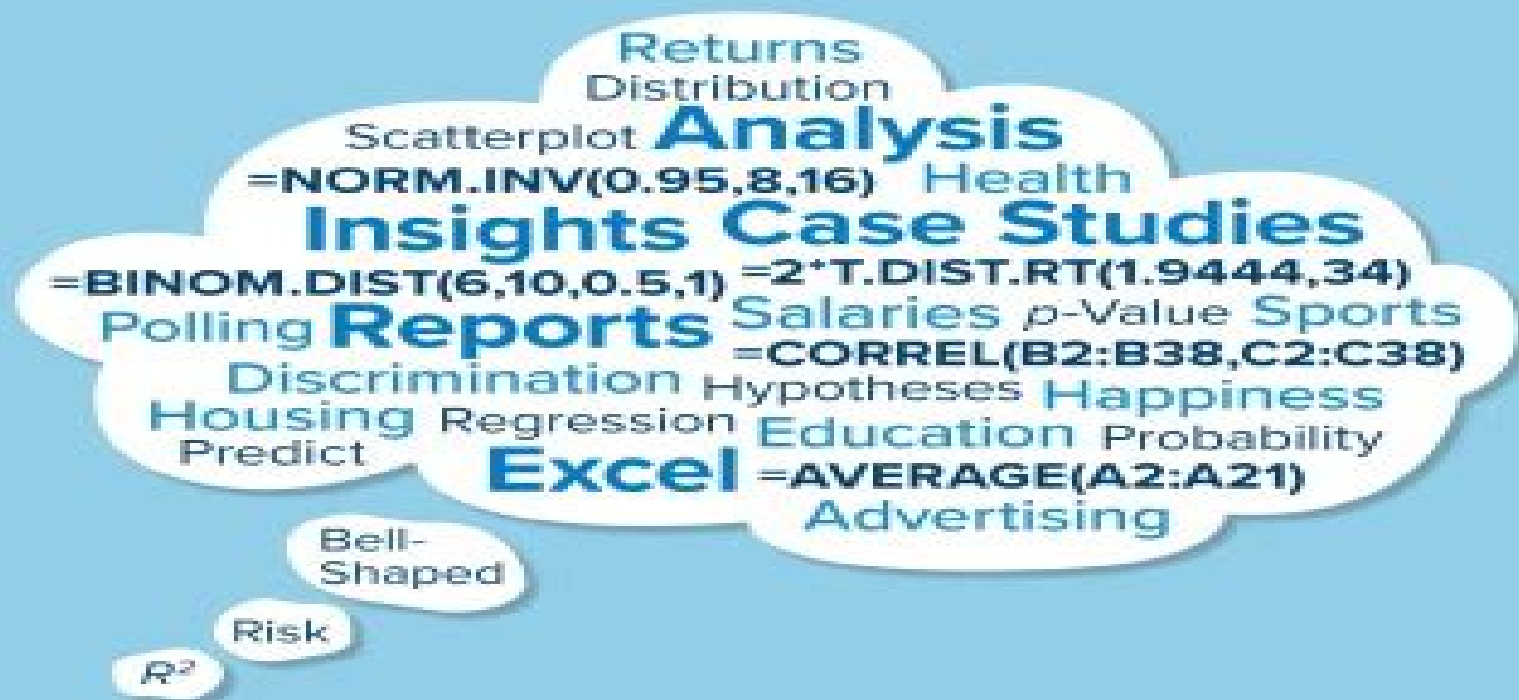 Returns
Distribution
Scatterplot Analysis
=NORM.INV(0.95,8,16) Health
Insights Case Studies
=BINOM.DIST(6,10,0.5,1) =2*T.DIST.RT(1.9444,34)
Polling Reports Salaries p-Value Sports
=CORREL(B2:B38,C2:C38)
Discrimination Hypotheses Happiness
Housing Regression Education Probability
Predict Excel =AVERAGE(A2:A21)
Advertising
Bell-
Shaped
Risk
R²